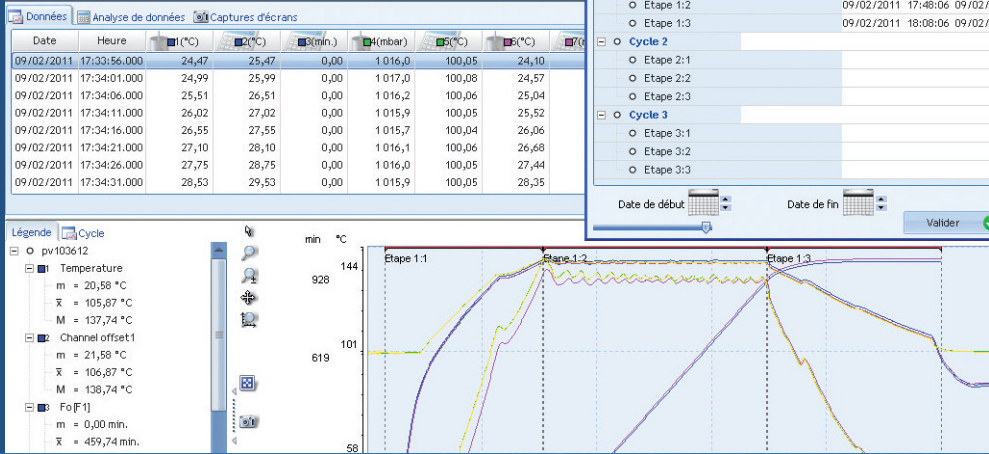 Données Analyse de données Captures d'écrans
Date Heure 1(°C) 2(°C) 3(min.) 4(mbar) 5(°C) 6(°C)
09/02/2011 17:33:56.000 24,47 25,47 0,00 1 016,0 100,05 24,10
09/02/2011 17:34:01.000 24,99 25,99 0,00 1 017,0 100,08 24,57
09/02/2011 17:34:06.000 25,51 26,51 0,00 1 016,2 100,06 25,04
09/02/2011 17:34:11.000 26,02 27,02 0,00 1 015,9 100,05 25,52
09/02/2011 17:34:16.000 26,55 27,55 0,00 1 015,7 100,04 26,06
09/02/2011 17:34:21.000 27,10 28,10 0,00 1 016,1 100,06 26,68
09/02/2011 17:34:26.000 27,75 28,75 0,00 1 016,0 100,05 27,44
09/02/2011 17:34:31.000 28,53 29,53 0,00 1 015,9 100,05 28,35
Etape 1:2 09/02/2011 17:48:06 09/02/
Etape 1:3 09/02/2011 18:08:06 09/02/
Cycle 2
Etape 2:1
Etape 2:2
Etape 2:3
Cycle 3
Etape 3:1
Etape 3:2
Etape 3:3
Date de début Date de fin
Valider
Légende Cycle
pv103612
1 Temperature
m = 20,58 °C
x̅ = 105,87 °C
M = 137,74 °C
2 Channel offset1
m = 21,58 °C
x̅ = 106,87 °C
M = 138,74 °C
3 Fo [F1]
m = 0,00 min.
x̅ = 459,74 min.
min °C
144
928
101
619
58
Etape 1:1 Etape 1:2 Etape 1:3